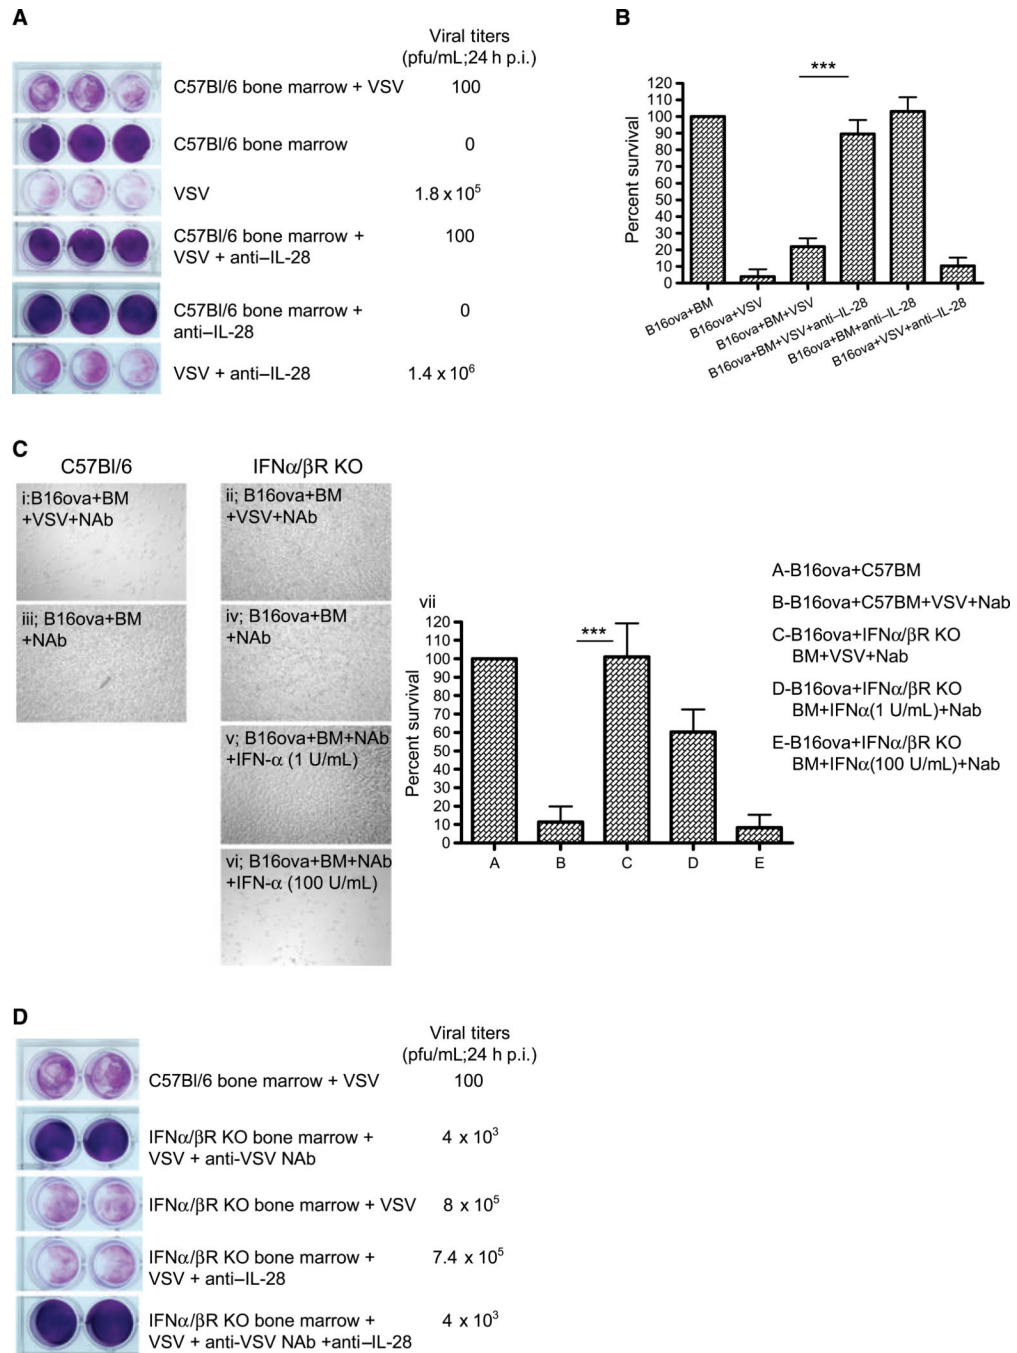 A
Viral titers
(pfu/mL;24 h p.i.)
C57Bl/6 bone marrow + VSV 100
C57Bl/6 bone marrow 0
VSV 1.8 x 10⁵
C57Bl/6 bone marrow + 100
VSV + anti–IL-28
C57Bl/6 bone marrow + 0
anti–IL-28
VSV + anti–IL-28 1.4 x 10⁶
B
***
Percent survival
120
110
100
90
80
70
60
50
40
30
20
10
0
B16ova+BM
B16ova+VSV
B16ova+BM+VSV
B16ova+BM+VSV+anti–IL-28
B16ova+BM+anti–IL-28
B16ova+VSV+anti–IL-28
C
C57Bl/6
i:B16ova+BM
+VSV+NAb
iii; B16ova+BM
+NAb
IFNα/βR KO
ii; B16ova+BM
+VSV+NAb
iv; B16ova+BM
+NAb
v; B16ova+BM+NAb
+IFN-α (1 U/mL)
vi; B16ova+BM+NAb
+IFN-α (100 U/mL)
vii
***
Percent survival
120
110
100
90
80
70
60
50
40
30
20
10
0
A B C D E
A-B16ova+C57BM
B-B16ova+C57BM+VSV+Nab
C-B16ova+IFNα/βR KO
BM+VSV+Nab
D-B16ova+IFNα/βR KO
BM+IFNα(1 U/mL)+Nab
E-B16ova+IFNα/βR KO
BM+IFNα(100 U/mL)+Nab
D
Viral titers
(pfu/mL;24 h p.i.)
C57Bl/6 bone marrow + VSV 100
IFNα/βR KO bone marrow + 4 x 10³
VSV + anti-VSV NAb
IFNα/βR KO bone marrow + VSV 8 x 10⁵
IFNα/βR KO bone marrow + 7.4 x 10⁵
VSV + anti–IL-28
IFNα/βR KO bone marrow + 4 x 10³
VSV + anti-VSV NAb +anti–IL-28